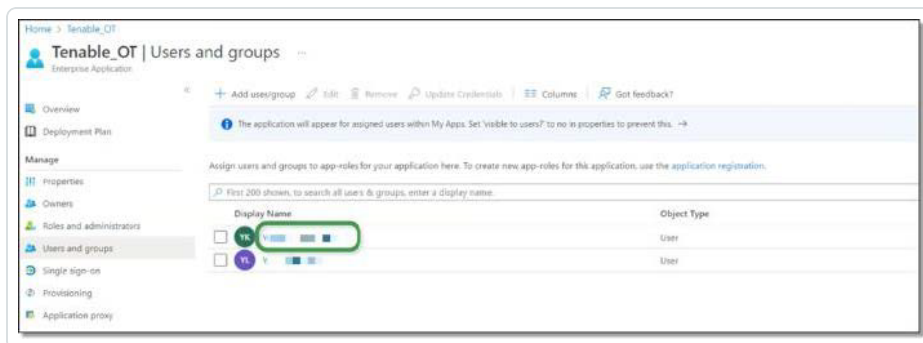 Home > Tenable_OT
Tenable_OT | Users and groups ...
Enterprise Application
«
Overview
Deployment Plan
Manage
Properties
Owners
Roles and administrators
Users and groups
Single sign-on
Provisioning
Application proxy
+ Add user/group Edit Remove Update Credentials Columns Got feedback?
The application will appear for assigned users within My Apps. Set 'visible to users?' to no in properties to prevent this. →
Assign users and groups to app-roles for your application here. To create new app-roles for this application, use the application registration.
First 200 shown, to search all users & groups, enter a display name.
Display Name Object Type
YK User
YL User